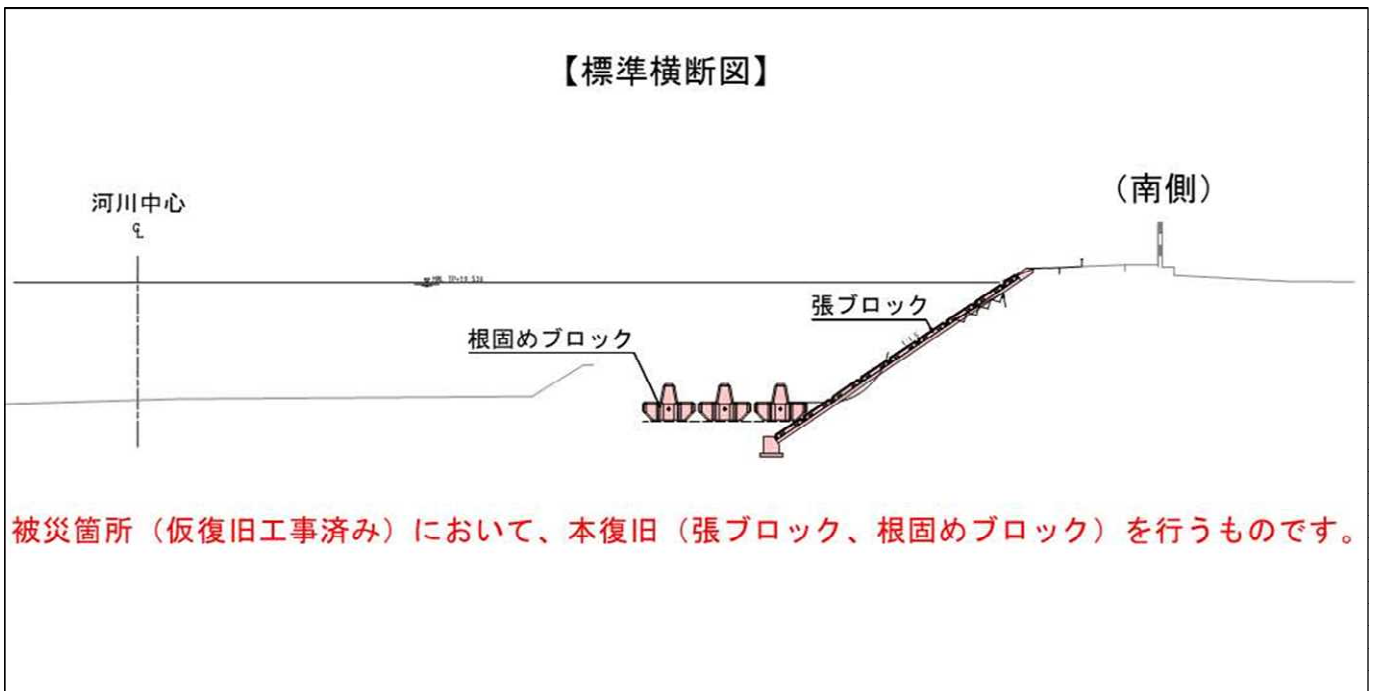 【標準横断図】
(南側)
河川中心
℄
張ブロック
根固めブロック
被災箇所（仮復旧工事済み）において、本復旧（張ブロック、根固めブロック）を行うものです。